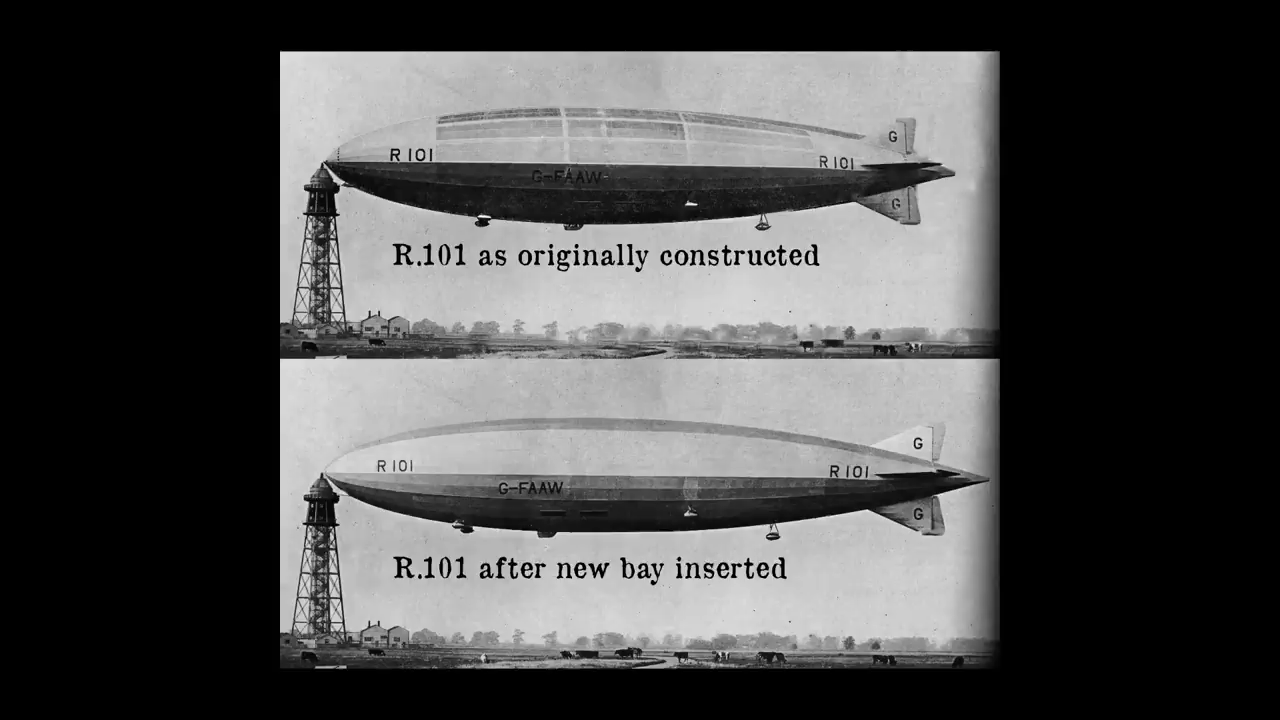 G
R 101
R 101
G-FAAW
G
R.101 as originally constructed
G
R 101
R 101
G-FAAW
G
R.101 after new bay inserted